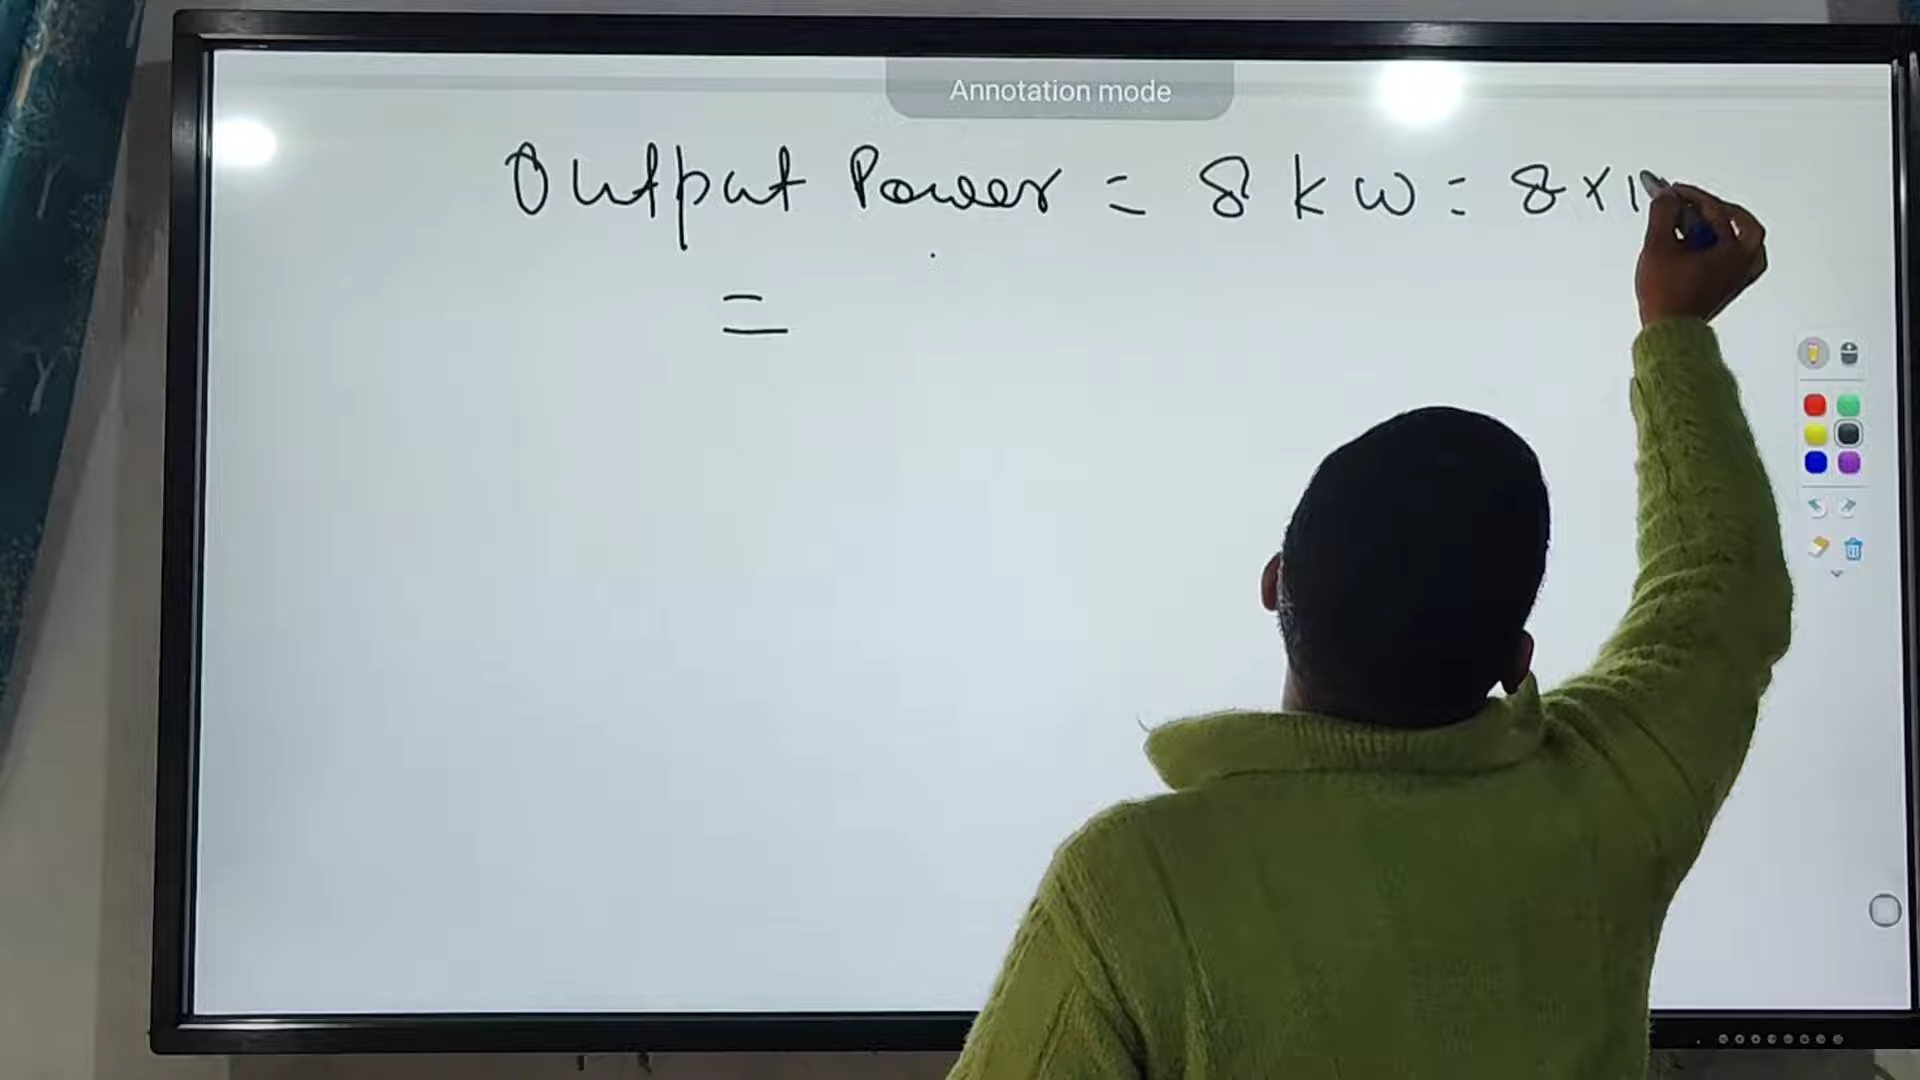 Annotation mode
Output Power = 8 kw = 8 x 1
=